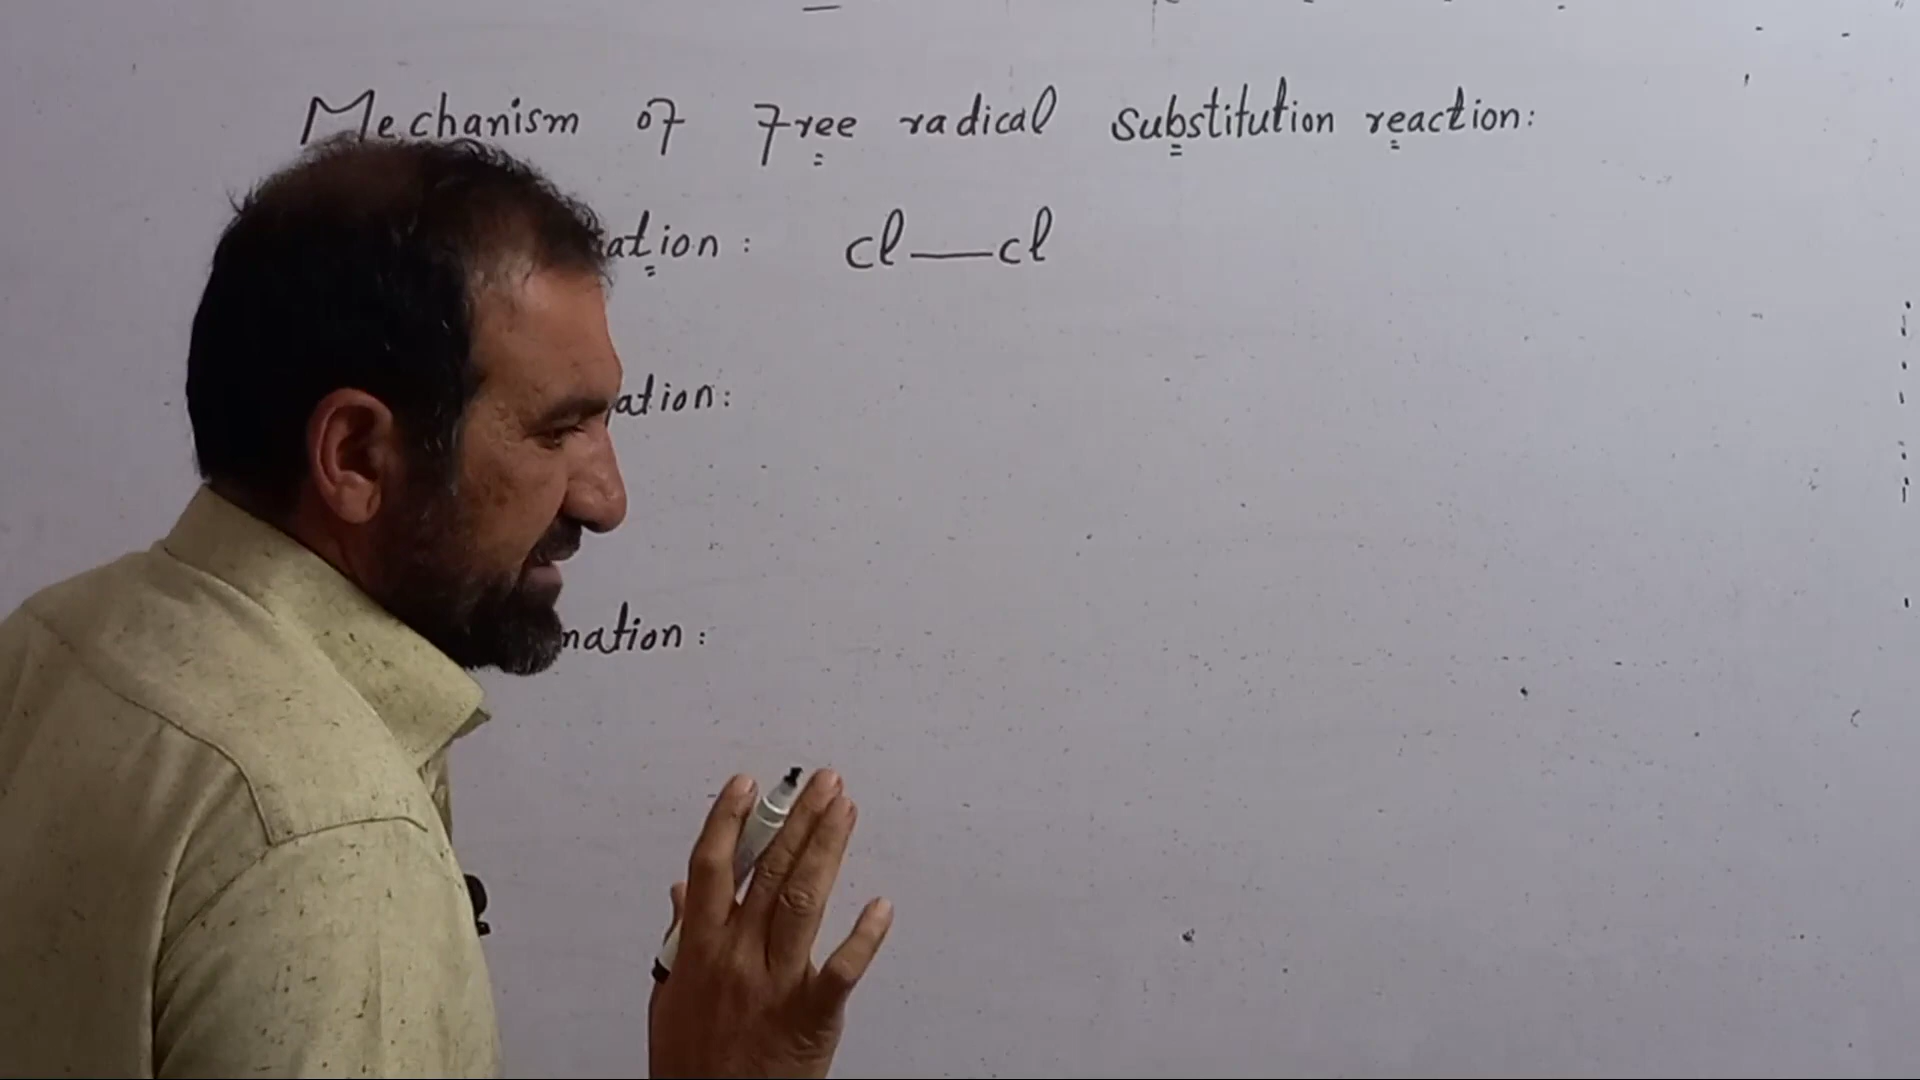 Mechanism of Free radical substitution reaction:
ation: cl—cl
ation:
nation: